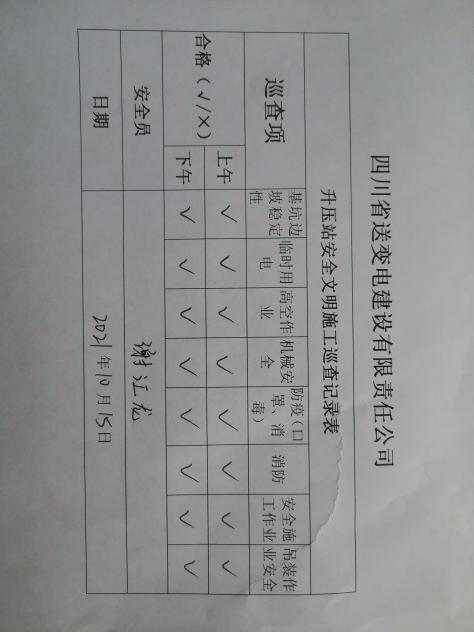 四川省送变电建设有限责任公司
升压站安全文明施工巡查记录表
巡查项
基坑边
坡稳定
性
临时用
电
高空作
业
机械安
全
防疫（口
罩、消
毒）
消防
安全施
工作业
吊装作
业安全
合格（√/×）
上午
√ √ √ √ √ √ √ √
下午
√ √ √ √ √ √ √ √
安全员
谢江龙
日期
2021年10月15日